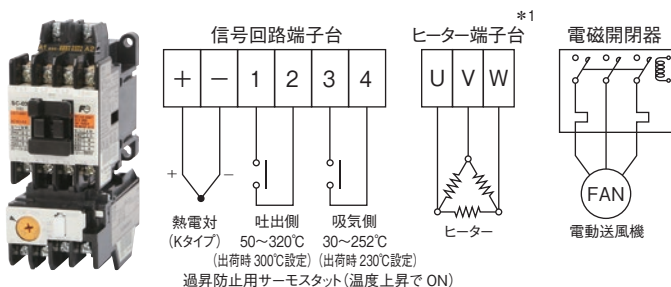 信号回路端子台
ヒーター端子台 *1
電磁開閉器
+ − 1 2 3 4
U V W
+ −
FAN
熱電対
(Kタイプ)
吐出側
50〜320℃
(出荷時300℃設定)
吸気側
30〜252℃
(出荷時230℃設定)
ヒーター
電動送風機
過昇防止用サーモスタット(温度上昇でON)